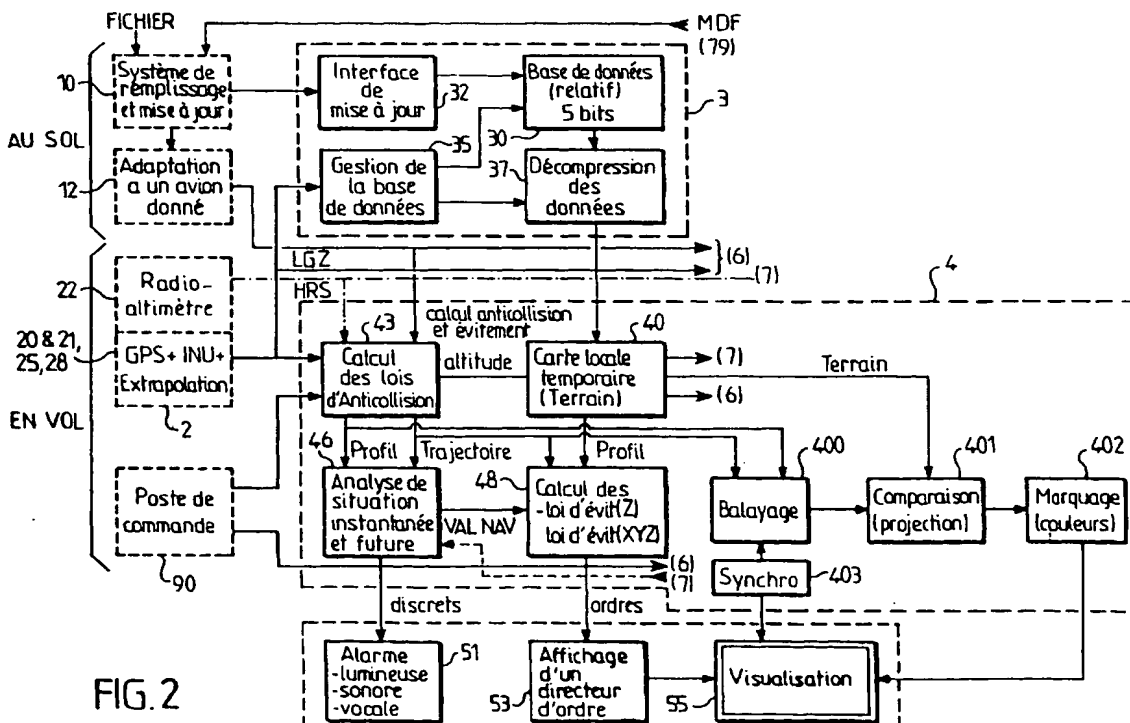 FICHIER
MDF
(79)
10
Système de
remplissage
et mise à jour
Interface
de
mise à jour
32
Base de données
(relatif)
5 bits
30
3
AU SOL
35
37
12
Adaptation
a un avion
donné
Gestion de
la base
de données
Décompression
des
données
LGZ
(6)
(7)
4
22
Radio-
altimètre
HRS
calcul anticollision
et évitement
43
40
20 & 21,
25,28
GPS+ INU+
Extrapolation
2
Calcul
des lois
d'Anticollision
altitude
Carte locale
temporaire
(Terrain)
(7)
(6)
Terrain
EN VOL
46
Profil
Trajectoire
Profil
400
401
402
Poste de
commande
90
Analyse de
situation
instantanée
et future
VAL NAV
48
Calcul des
-loi d'évit(Z)
loi d'évit(XYZ)
Balayage
Comparaison
(projection)
Marquage
(couleurs)
(6)
(7)
Synchro
403
discrets
ordres
Alarme
-lumineuse
-sonore
-vocale
51
Affichage
d'un
directeur
d'ordre
53
Visualisation
55
FIG.2